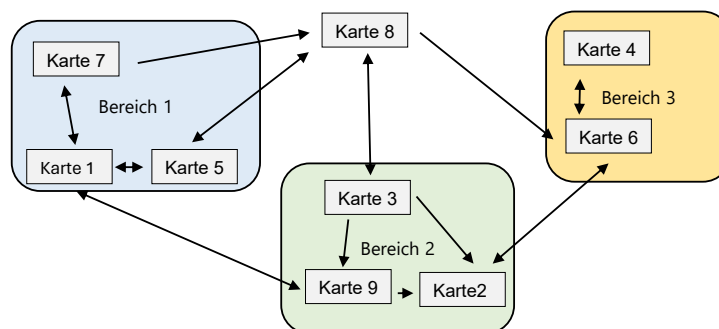 Karte 8
Karte 7
Karte 4
Bereich 1
Bereich 3
Karte 6
Karte 1
Karte 5
Karte 3
Bereich 2
Karte 9
Karte2